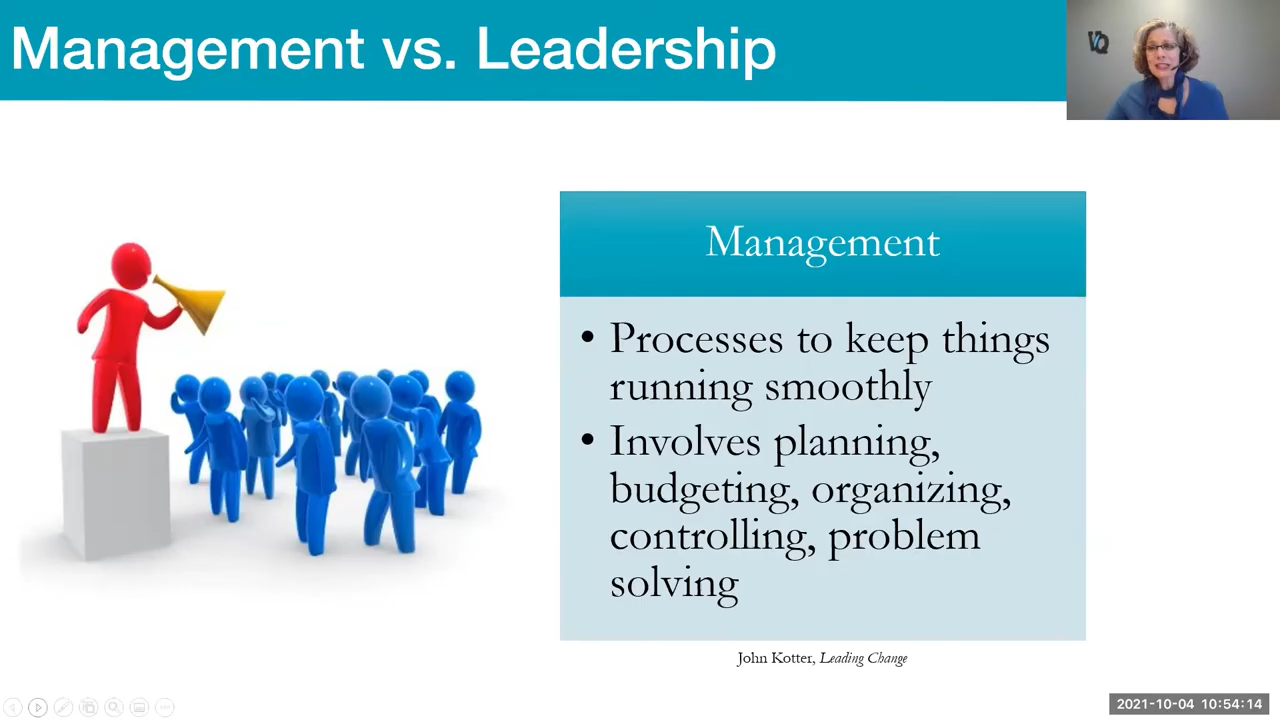 Management vs. Leadership
VQ
Management
• Processes to keep things
running smoothly
• Involves planning,
budgeting, organizing,
controlling, problem
solving
John Kotter, Leading Change
2021-10-04 10:54:14